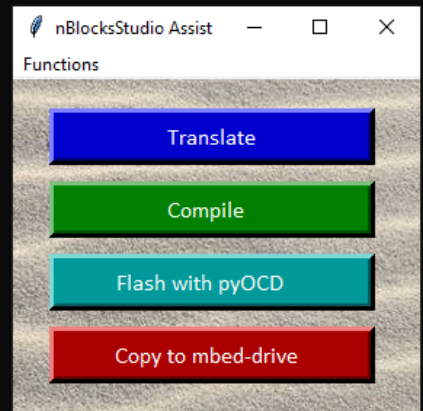 nBlocksStudio Assist
Functions
Translate
Compile
Flash with pyOCD
Copy to mbed-drive